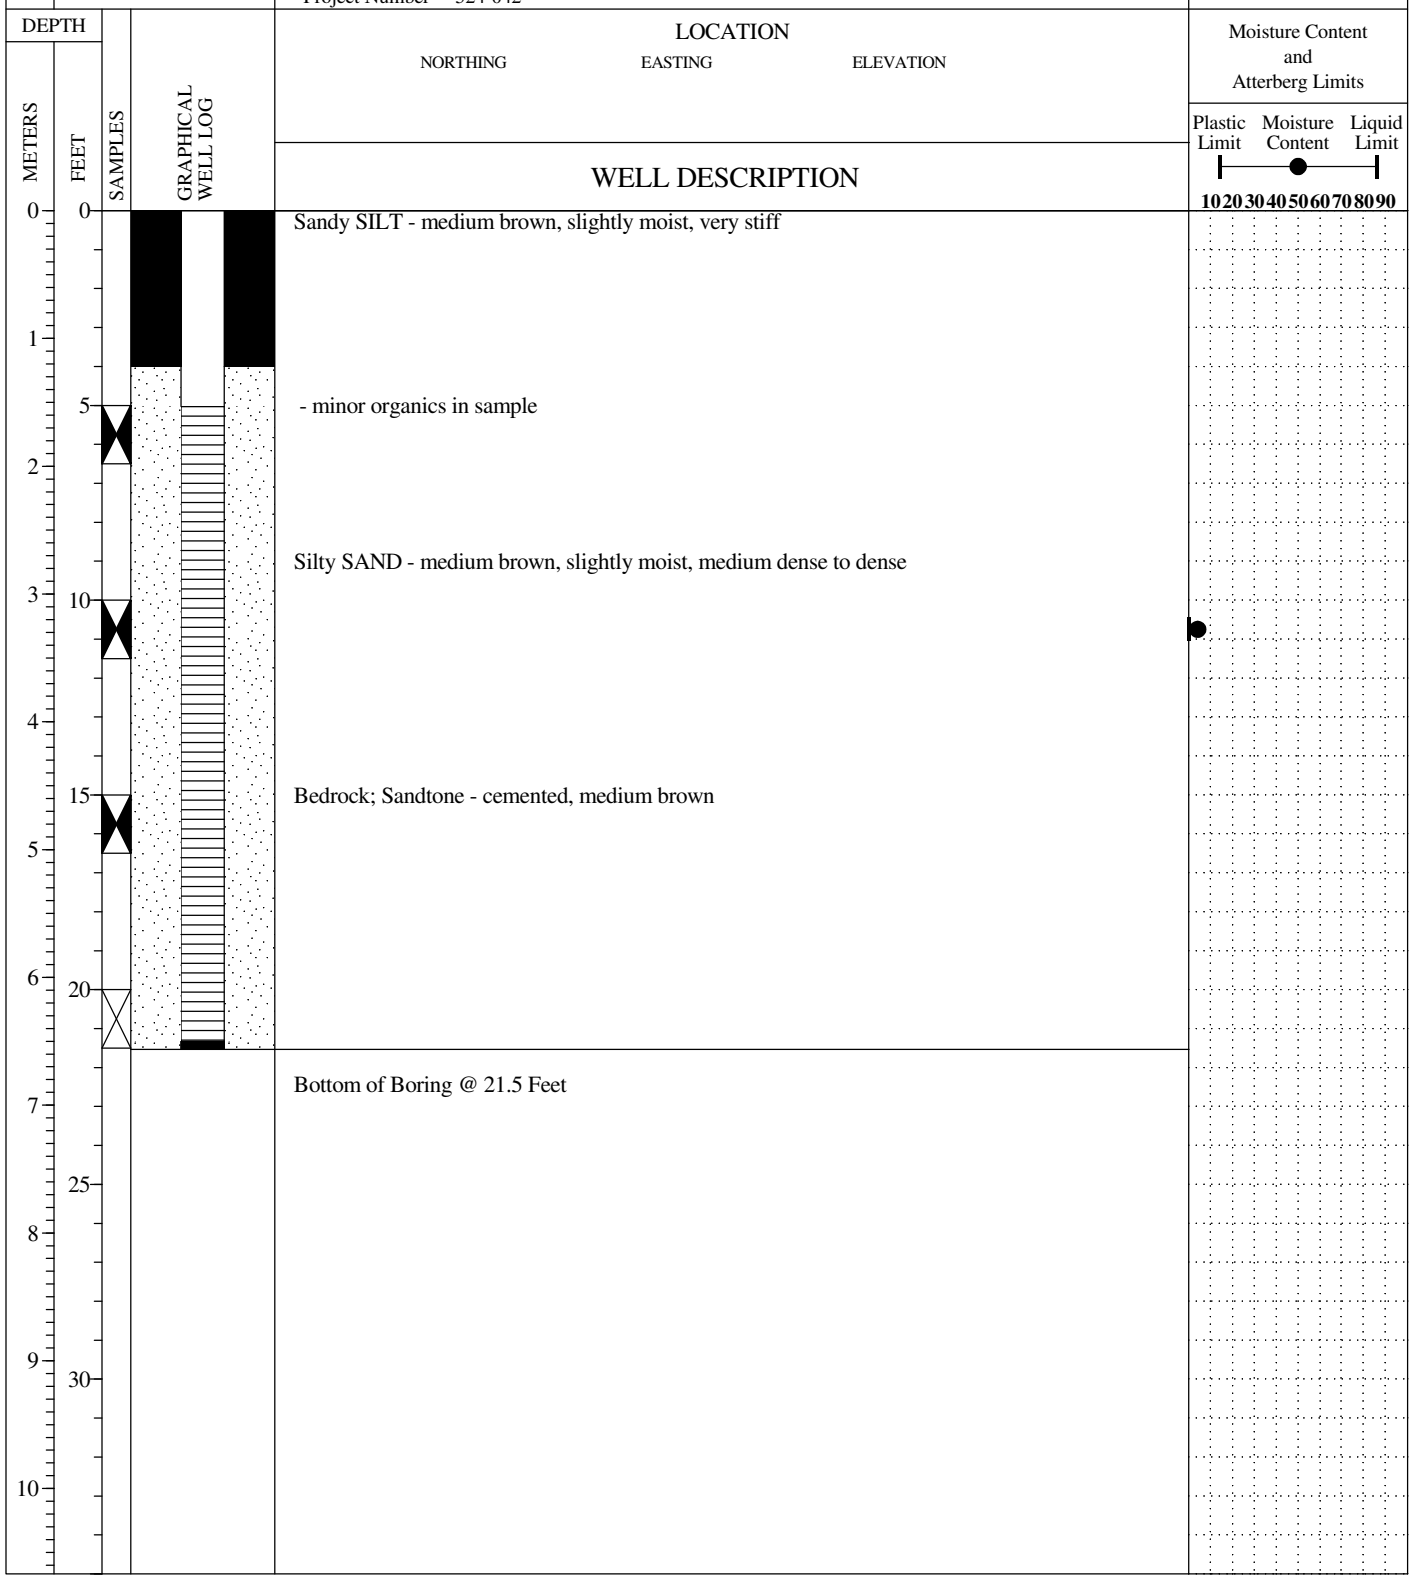 DEPTH
METERS
FEET
SAMPLES
GRAPHICAL
WELL LOG
LOCATION
NORTHING EASTING ELEVATION
WELL DESCRIPTION
Moisture Content
and
Atterberg Limits
Plastic Moisture Liquid
Limit Content Limit
10 20 30 40 50 60 70 80 90
0 0
Sandy SILT - medium brown, slightly moist, very stiff
1
5
- minor organics in sample
2
Silty SAND - medium brown, slightly moist, medium dense to dense
3
10
4
15
Bedrock; Sandtone - cemented, medium brown
5
6
20
Bottom of Boring @ 21.5 Feet
7
25
8
9
30
10